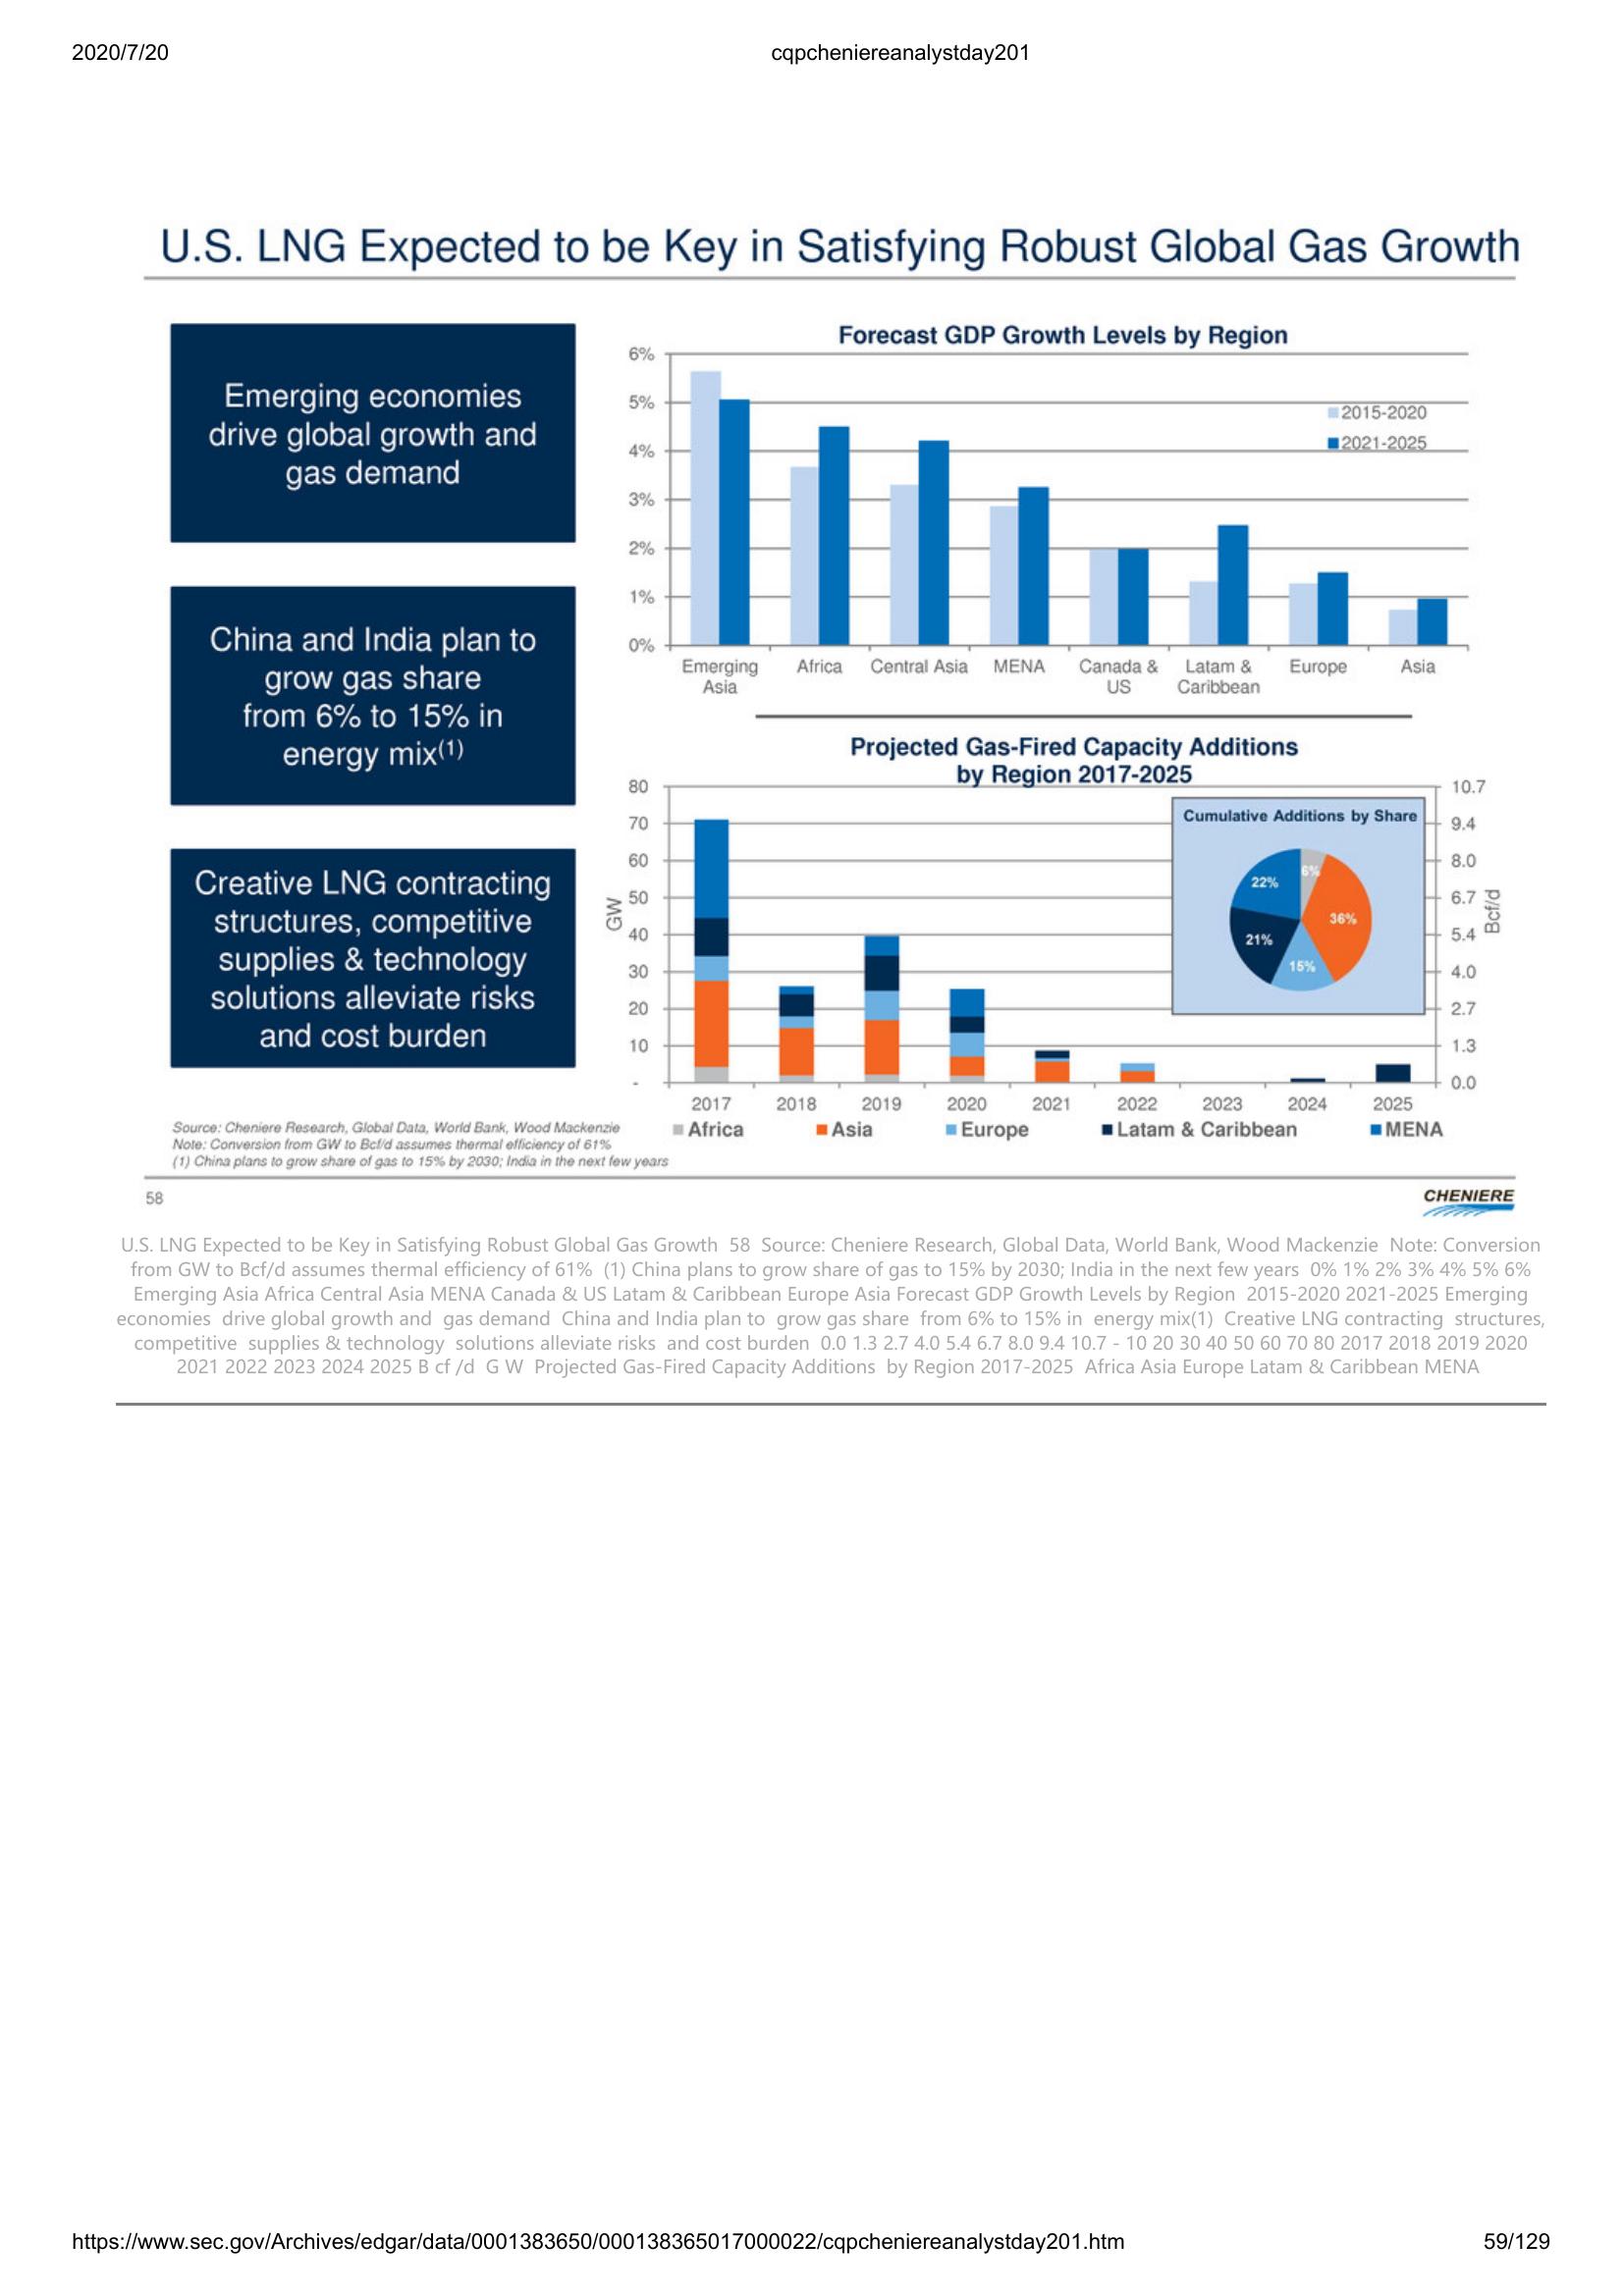 2020/7/20
cqpcheniereanalystday201
U.S. LNG Expected to be Key in Satisfying Robust Global Gas Growth
Emerging economies
drive global growth and
gas demand
China and India plan to
grow gas share
from 6% to 15% in
energy mix(1)
Creative LNG contracting
structures, competitive
supplies & technology
solutions alleviate risks
and cost burden
Forecast GDP Growth Levels by Region
6%
5%
4%
3%
2%
1%
0%
2015-2020
2021-2025
Emerging
Asia
Africa
Central Asia
MENA
Canada &
US
Latam &
Caribbean
Europe
Asia
Projected Gas-Fired Capacity Additions
by Region 2017-2025
GW
80
70
60
50
40
30
20
10
-
10.7
9.4
8.0
6.7
5.4
4.0
2.7
1.3
0.0
Bcf/d
Cumulative Additions by Share
6%
36%
15%
21%
22%
2017
2018
2019
2020
2021
2022
2023
2024
2025
Africa
Asia
Europe
Latam & Caribbean
MENA
Source: Cheniere Research, Global Data, World Bank, Wood Mackenzie
Note: Conversion from GW to Bcf/d assumes thermal efficiency of 61%
(1) China plans to grow share of gas to 15% by 2030; India in the next few years
58
CHENIERE
U.S. LNG Expected to be Key in Satisfying Robust Global Gas Growth 58 Source: Cheniere Research, Global Data, World Bank, Wood Mackenzie Note: Conversion
from GW to Bcf/d assumes thermal efficiency of 61% (1) China plans to grow share of gas to 15% by 2030; India in the next few years 0% 1% 2% 3% 4% 5% 6%
Emerging Asia Africa Central Asia MENA Canada & US Latam & Caribbean Europe Asia Forecast GDP Growth Levels by Region 2015-2020 2021-2025 Emerging
economies drive global growth and gas demand China and India plan to grow gas share from 6% to 15% in energy mix(1) Creative LNG contracting structures,
competitive supplies & technology solutions alleviate risks and cost burden 0.0 1.3 2.7 4.0 5.4 6.7 8.0 9.4 10.7 - 10 20 30 40 50 60 70 80 2017 2018 2019 2020
2021 2022 2023 2024 2025 B cf /d G W Projected Gas-Fired Capacity Additions by Region 2017-2025 Africa Asia Europe Latam & Caribbean MENA
https://www.sec.gov/Archives/edgar/data/0001383650/000138365017000022/cqpcheniereanalystday201.htm
59/129